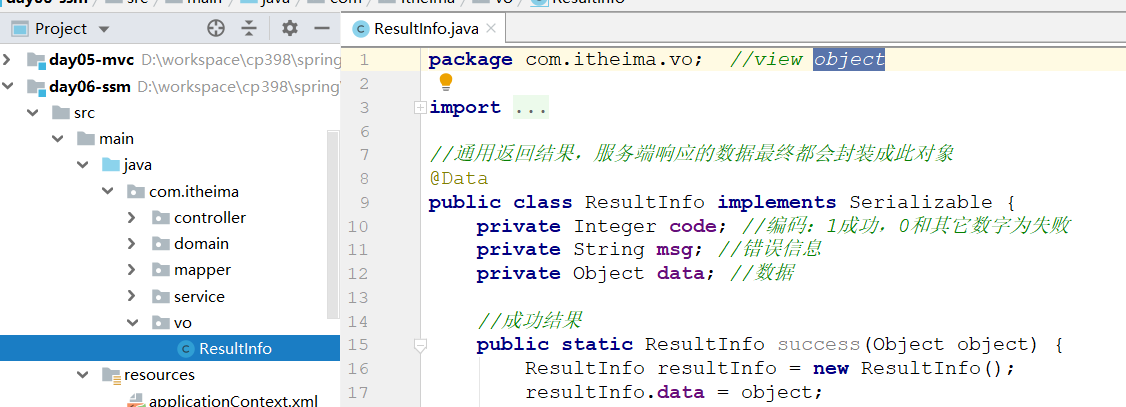 day06-ssm src main java com itheima vo ResultInfo
Project
ResultInfo.java
day05-mvc D:\workspace\cp398\spring
day06-ssm D:\workspace\cp398\spring
src
main
java
com.itheima
controller
domain
mapper
service
vo
ResultInfo
resources
applicationContext.xml
1 package com.itheima.vo; //view object
2
3 import ...
6
7 //通用返回结果，服务端响应的数据最终都会封装成此对象
8 @Data
9 public class ResultInfo implements Serializable {
10 private Integer code; //编码：1成功，0和其它数字为失败
11 private String msg; //错误信息
12 private Object data; //数据
13
14 //成功结果
15 public static ResultInfo success(Object object) {
16 ResultInfo resultInfo = new ResultInfo();
17 resultInfo.data = object;